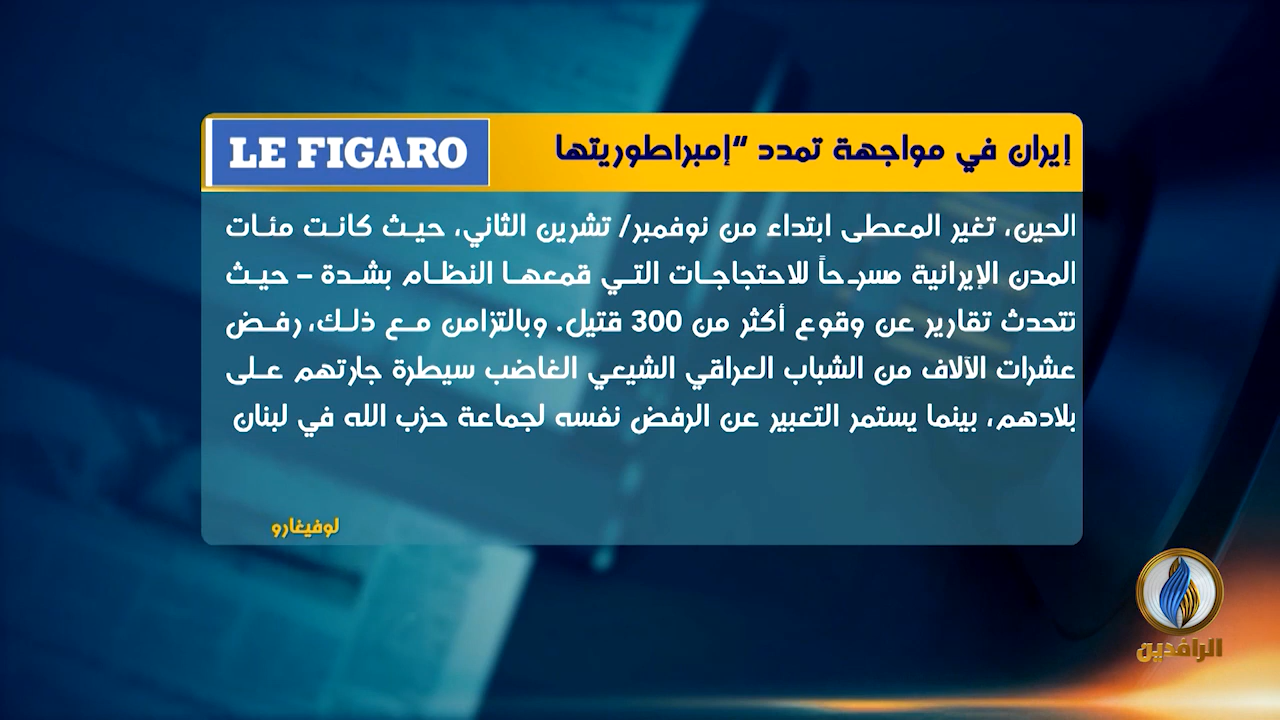 إيران في مواجهة تمدد “إمبراطوريتها
LE FIGARO
الحين، تغير المعطى ابتداء من نوفمبر/ تشرين الثاني، حيث كانت مئات
المدن الإيرانية مسرحاً للاحتجاجات التي قمعها النظام بشدة – حيث
تتحدث تقارير عن وقوع أكثر من 300 قتيل. وبالتزامن مع ذلك، رفض
عشرات الآلاف من الشباب العراقي الشيعي الغاضب سيطرة جارتهم على
بلادهم، بينما يستمر التعبير عن الرفض نفسه لجماعة حزب الله في لبنان
لوفيغارو
الرافدين